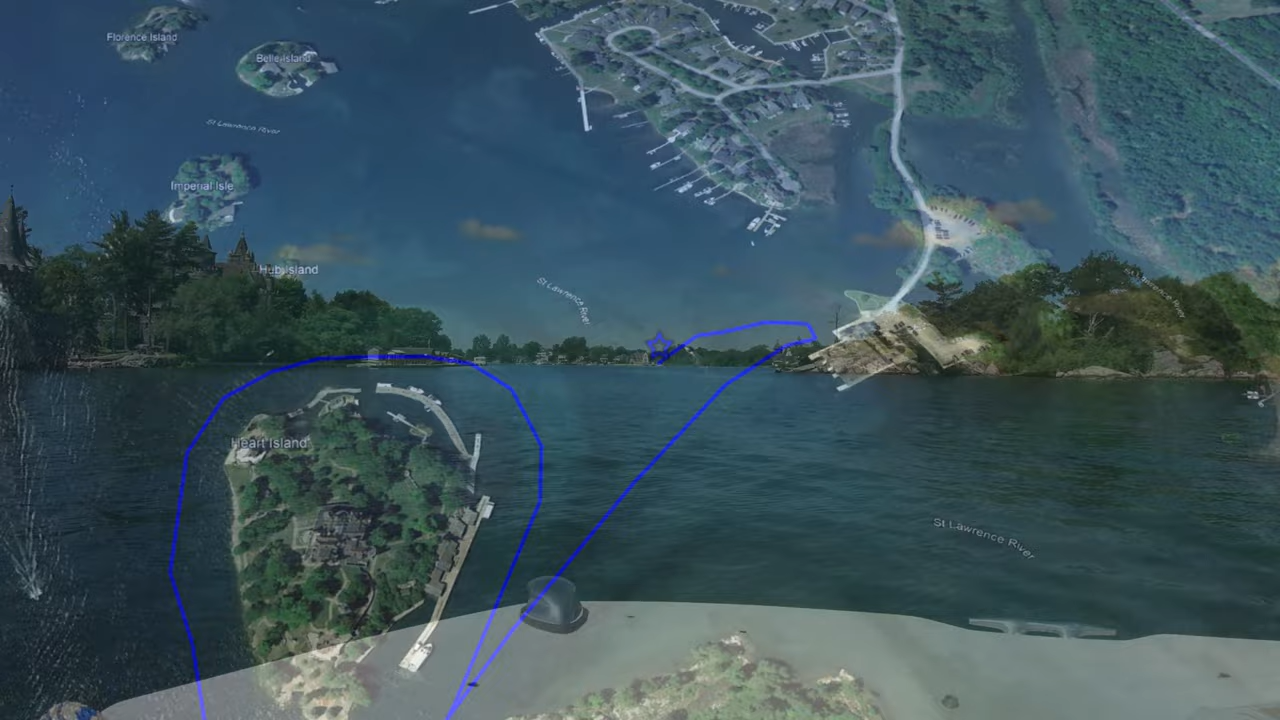 Florence Island
Belle Island
St Lawrence River
Imperial Isle
Hub Island
St Lawrence River
Heart Island
St Lawrence River